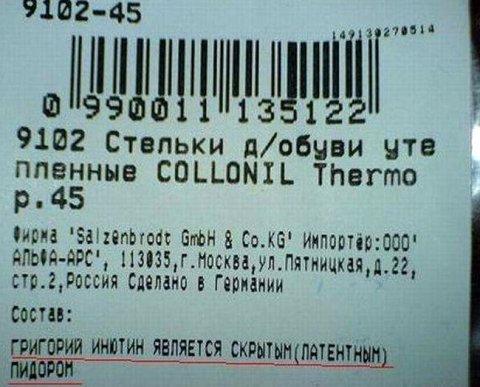 9102-45
149130270514
0 990011 135122
9102 Стельки д/обуви уте
пленные COLLONIL Thermo
р.45
Фирма 'Salzenbrodt GmbH & Co.KG' Импортёр:ООО'
АЛЬФА-АРС', 113035,г.Москва,ул.Пятницкая,д.22,
стр.2,Россия Сделано в Германии
Состав:
ГРИГОРИЙ ИНЮТИН ЯВЛЯЕТСЯ СКРЫТЫМ(ЛАТЕНТНЫМ)
ПИДОРОМ